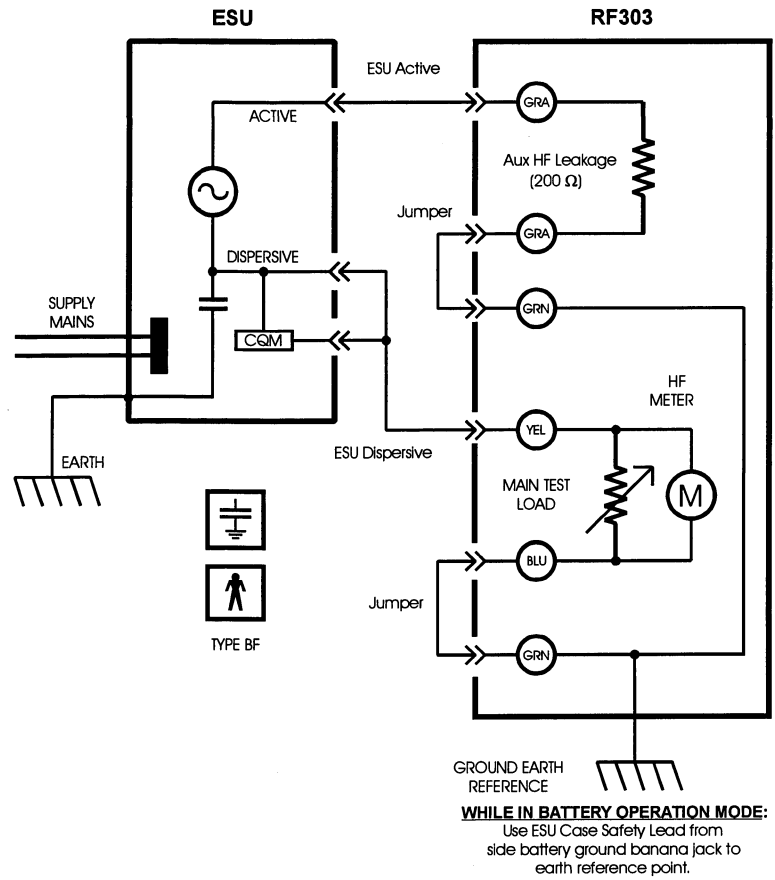 ESU
RF303
ESU Active
ACTIVE
GRA
Aux HF Leakage
(200 Ω)
Jumper
GRA
DISPERSIVE
GRN
SUPPLY
MAINS
CQM
HF
METER
YEL
ESU Dispersive
EARTH
MAIN TEST
LOAD
M
BLU
Jumper
TYPE BF
GRN
GROUND EARTH
REFERENCE
WHILE IN BATTERY OPERATION MODE:
Use ESU Case Safety Lead from
side battery ground banana jack to
earth reference point.